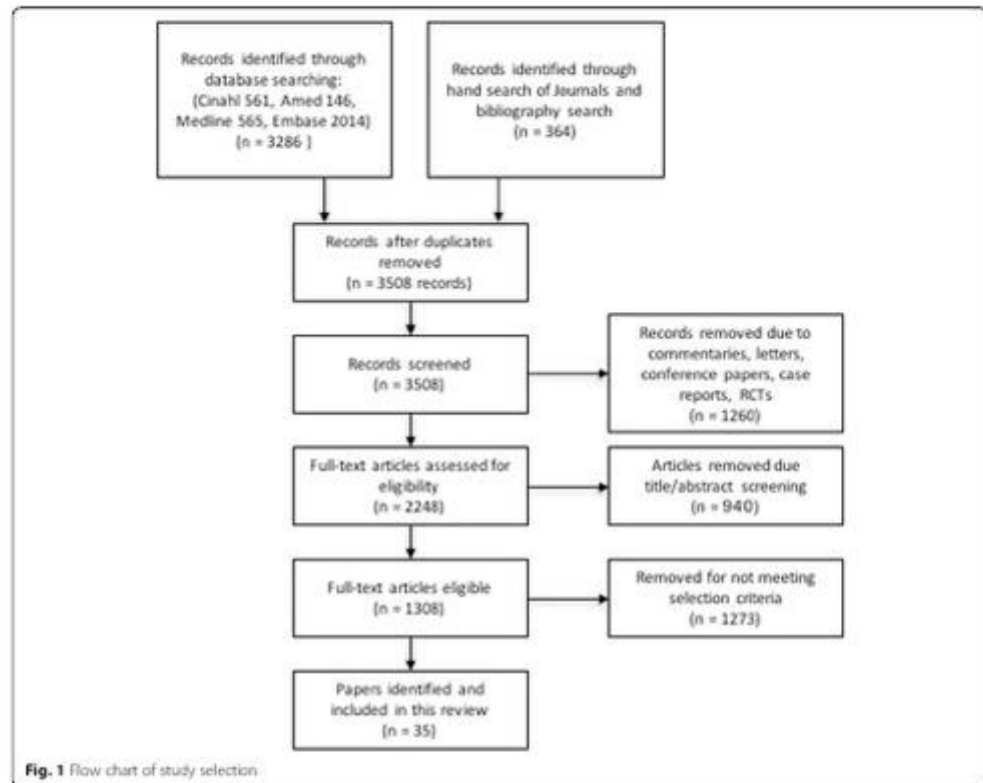 Records identified through
database searching:
(Cinahl 561, Amed 146,
Medline 565, Embase 2014)
(n = 3286 )
Records identified through
hand search of Journals and
bibliography search
(n = 364)
Records after duplicates
removed
(n = 3508 records)
Records screened
(n = 3508)
Records removed due to
commentaries, letters,
conference papers, case
reports, RCTs
(n = 1260)
Full-text articles assessed for
eligibility
(n = 2248)
Articles removed due
title/abstract screening
(n = 940)
Full-text articles eligible
(n = 1308)
Removed for not meeting
selection criteria
(n = 1273)
Papers identified and
included in this review
(n = 35)
Fig. 1 Flow chart of study selection